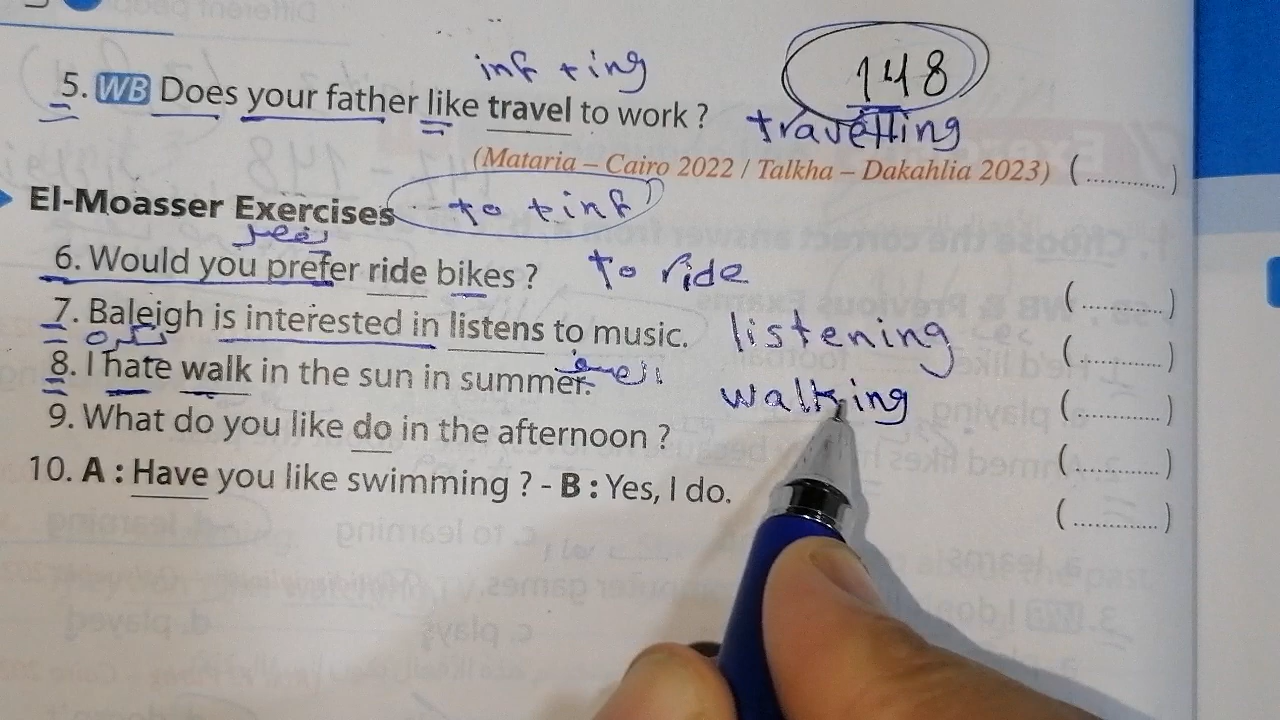 inf + ing
148
5. WB Does your father like travel to work ? travelling
(Mataria – Cairo 2022 / Talkha – Dakahlia 2023) (.............)
El-Moasser Exercises to + inf
تفضل
6. Would you prefer ride bikes ? to ride (.............)
7. Baleigh is interested in listens to music. listening (.............)
نكره
8. I hate walk in the sun in summer. walking (.............)
9. What do you like do in the afternoon ? (.............)
10. A : Have you like swimming ? - B : Yes, I do. (.............)